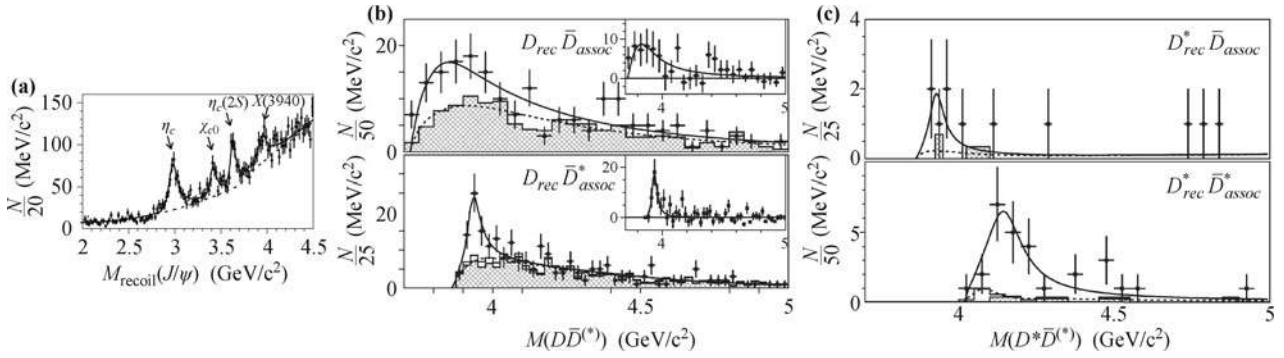 (a)
150
100
50
0
N/20 (MeV/c²)
η_c
χ_c0
η_c(2S)
X(3940)
2 2.5 3 3.5 4 4.5
M_recoil(J/ψ) (GeV/c²)
(b)
20
10
0
N/50 (MeV/c²)
D_rec D̅_assoc
10
0
4 4.5 5
20
0
N/25 (MeV/c²)
D_rec D̅*_assoc
20
10
0
4 4.5 5
4 4.5 5
M(DD̅^(*)) (GeV/c²)
(c)
4
2
0
N/25 (MeV/c²)
D*_rec D̅_assoc
5
0
N/50 (MeV/c²)
D*_rec D̅*_assoc
4 4.5 5
M(D*D̅^(*)) (GeV/c²)